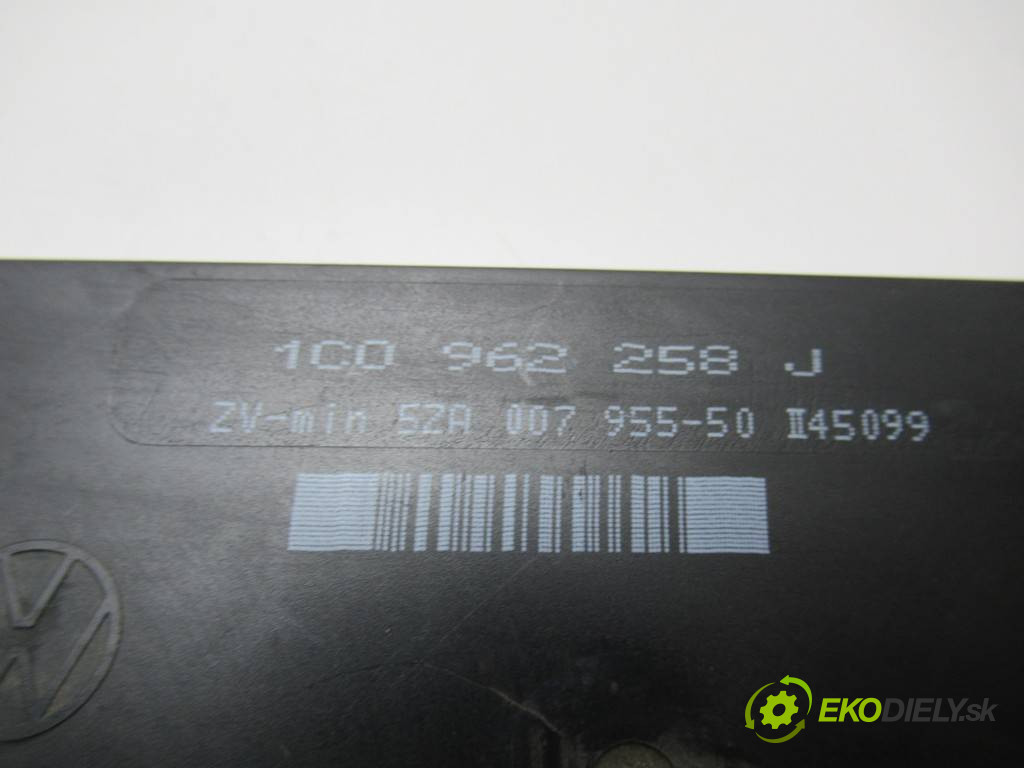 1C0 962 258 J
ZV-min 5ZA 007 955-50 II45099
EKODIELY.sk